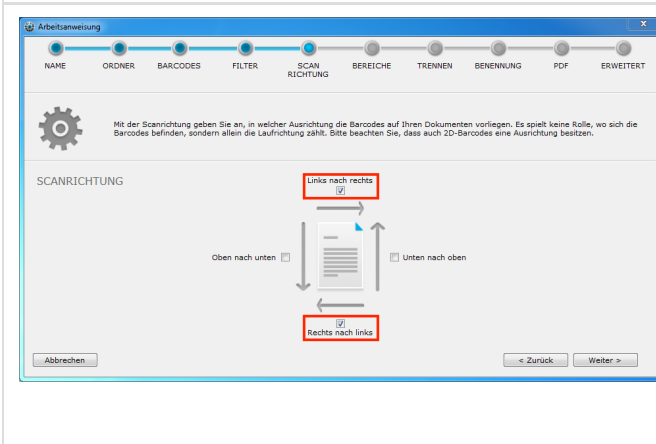 Arbeitsanweisung
x
NAME
ORDNER
BARCODES
FILTER
SCAN
RICHTUNG
BEREICHE
TRENNEN
BENENNUNG
PDF
ERWEITERT
Mit der Scanrichtung geben Sie an, in welcher Ausrichtung die Barcodes auf Ihren Dokumenten vorliegen. Es spielt keine Rolle, wo sich die
Barcodes befinden, sondern allein die Laufrichtung zählt. Bitte beachten Sie, dass auch 2D-Barcodes eine Ausrichtung besitzen.
SCANRICHTUNG
Links nach rechts
Oben nach unten
Unten nach oben
Rechts nach links
Abbrechen
< Zurück
Weiter >